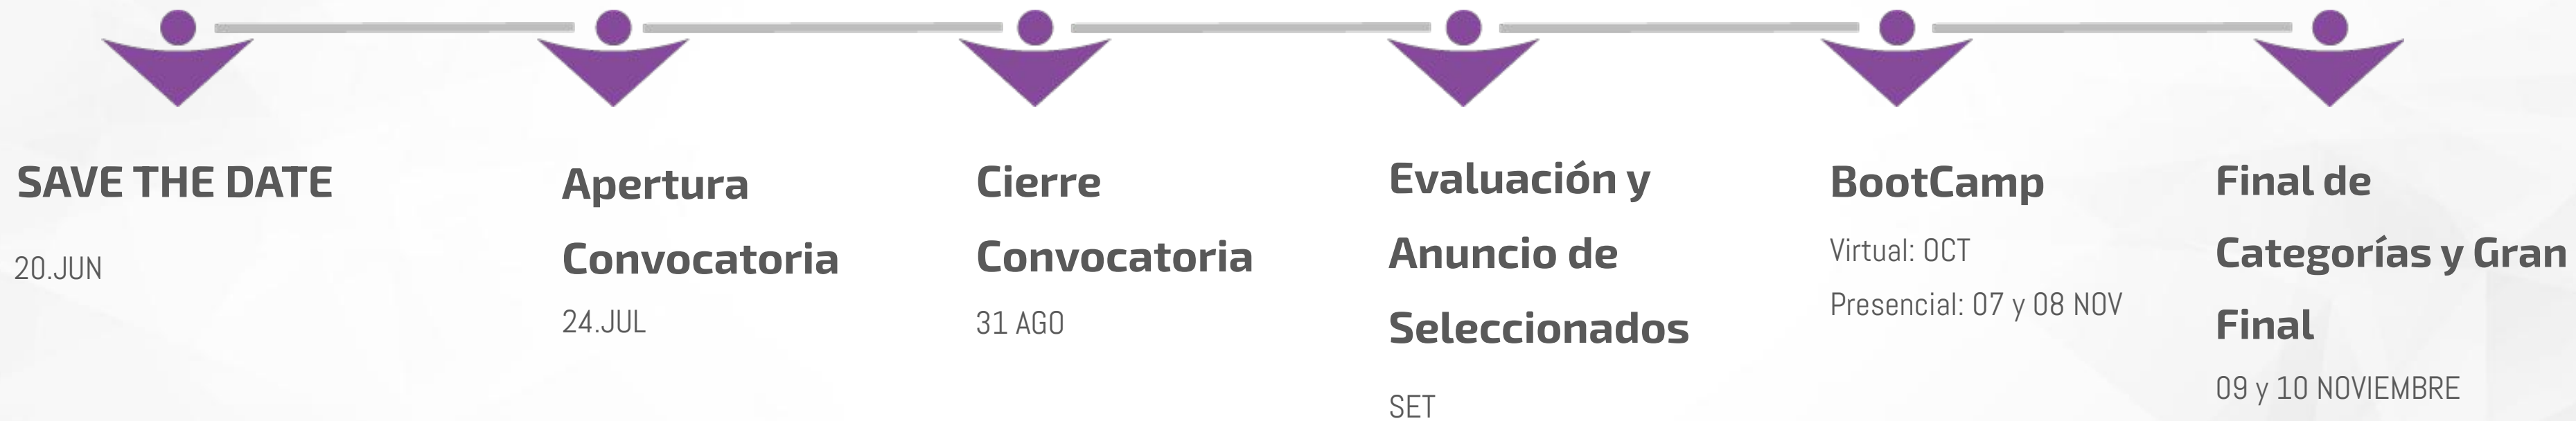 SAVE THE DATE
20.JUN
Apertura
Convocatoria
24.JUL
Cierre
Convocatoria
31 AGO
Evaluación y
Anuncio de
Seleccionados
SET
BootCamp
Virtual: OCT
Presencial: 07 y 08 NOV
Final de
Categorías y Gran
Final
09 y 10 NOVIEMBRE